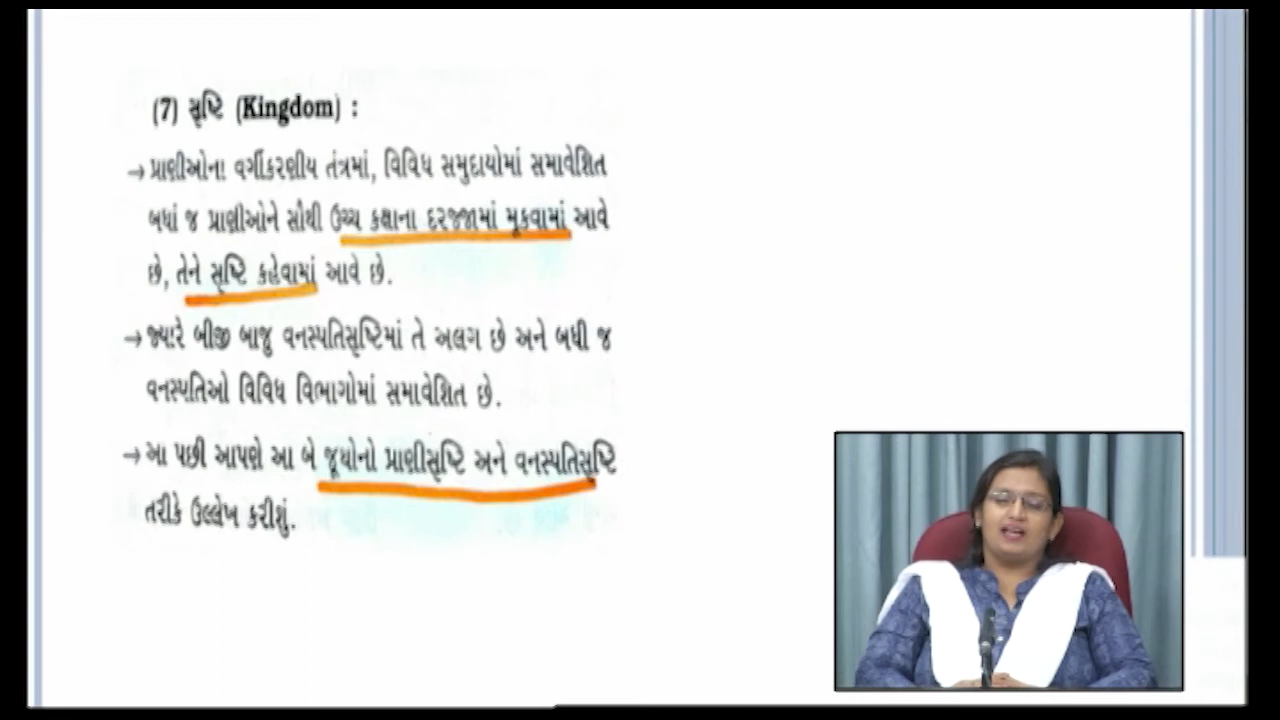 (7) સૃષ્ટિ (Kingdom) :
→ પ્રાણીઓના વર્ગીકરણીય તંત્રમાં, વિવિધ સમુદાયોમાં સમાવેશિત
બધાં જ પ્રાણીઓને સૌથી ઉચ્ચ કક્ષાના દરજ્જામાં મૂકવામાં આવે
છે, તેને સૃષ્ટિ કહેવામાં આવે છે.
→ જ્યારે બીજી બાજુ વનસ્પતિસૃષ્ટિમાં તે અલગ છે અને બધી જ
વનસ્પતિઓ વિવિધ વિભાગોમાં સમાવેશિત છે.
→ આ પછી આપણે આ બે જૂથોનો પ્રાણીસૃષ્ટિ અને વનસ્પતિસૃષ્ટિ
તરીકે ઉલ્લેખ કરીશું.